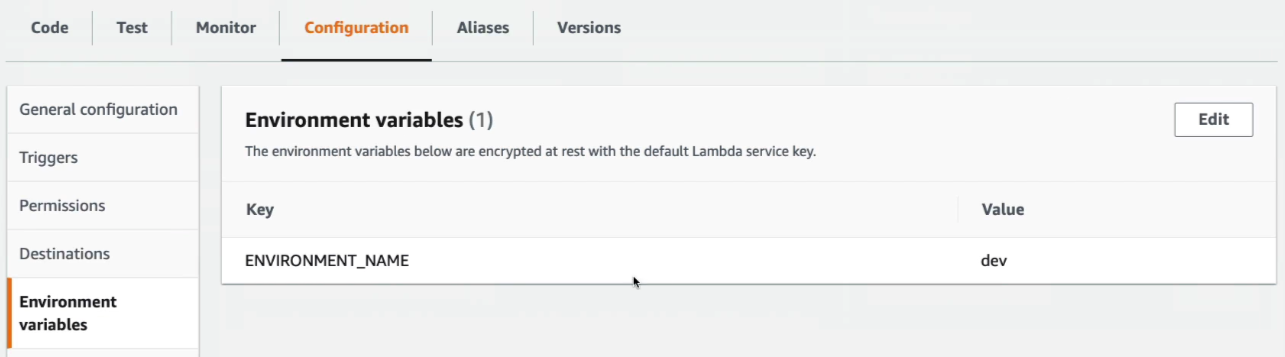 Code Test Monitor Configuration Aliases Versions
General configuration
Triggers
Permissions
Destinations
Environment
variables
Environment variables (1)
Edit
The environment variables below are encrypted at rest with the default Lambda service key.
Key Value
ENVIRONMENT_NAME dev